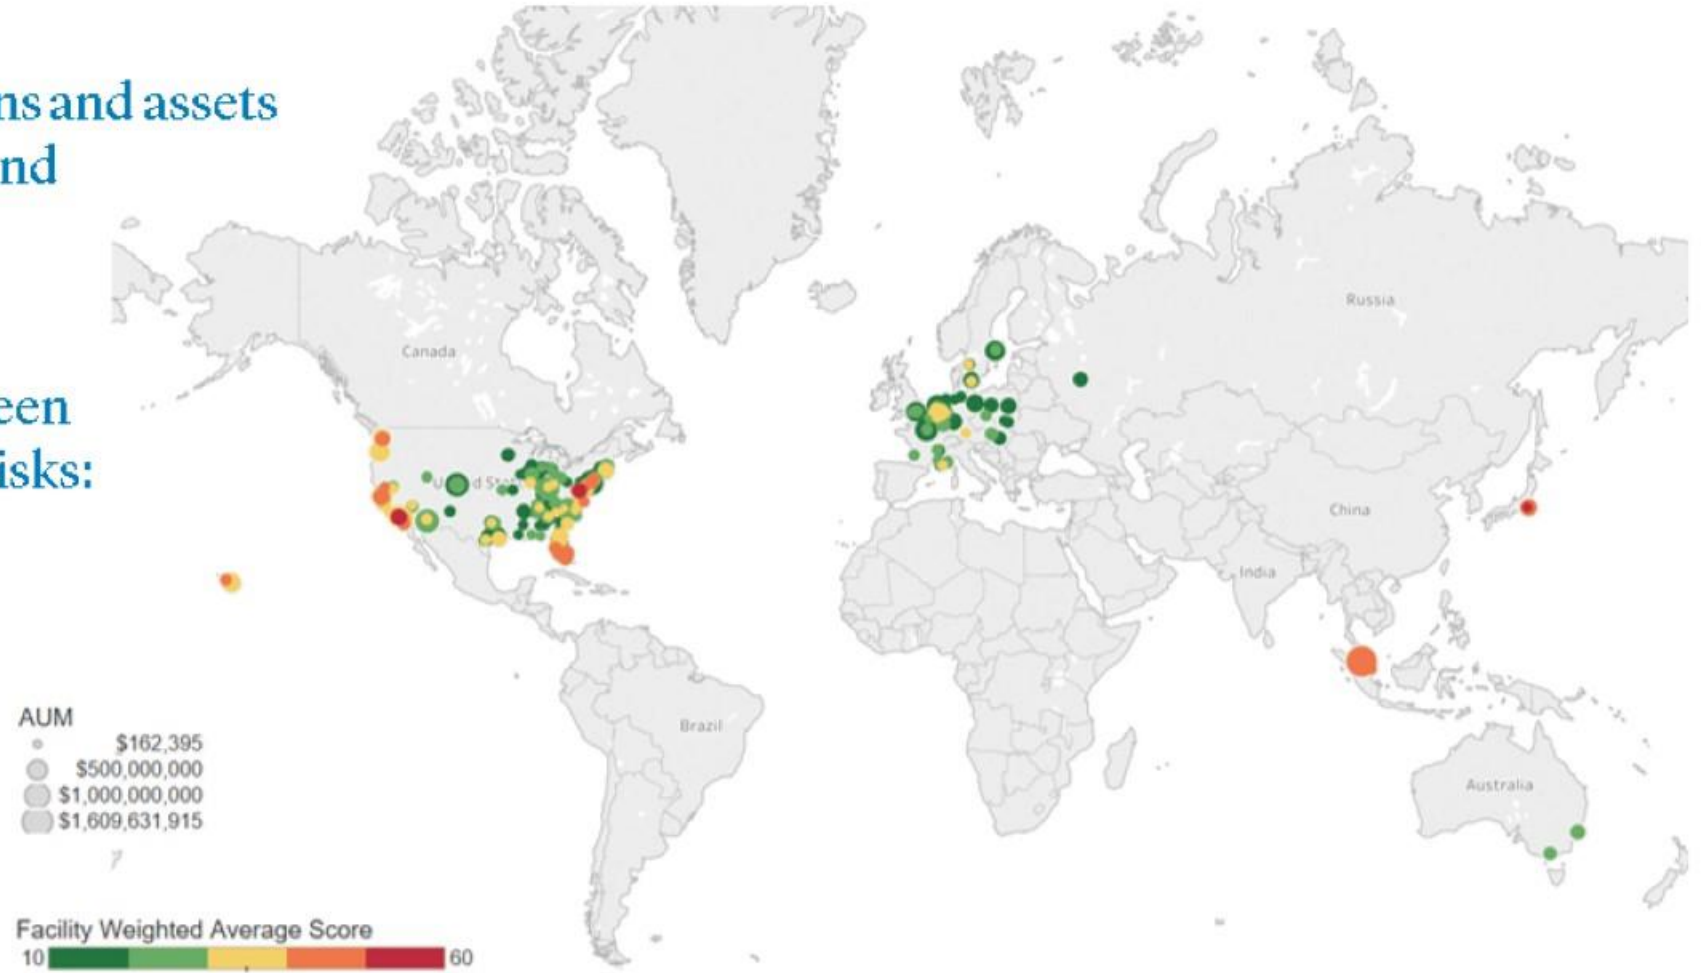 ns and assets
nd
een
isks:
Canada
Russia
China
India
Brazil
Australia
AUM
$162,395
$500,000,000
$1,000,000,000
$1,609,631,915
Facility Weighted Average Score
10 60